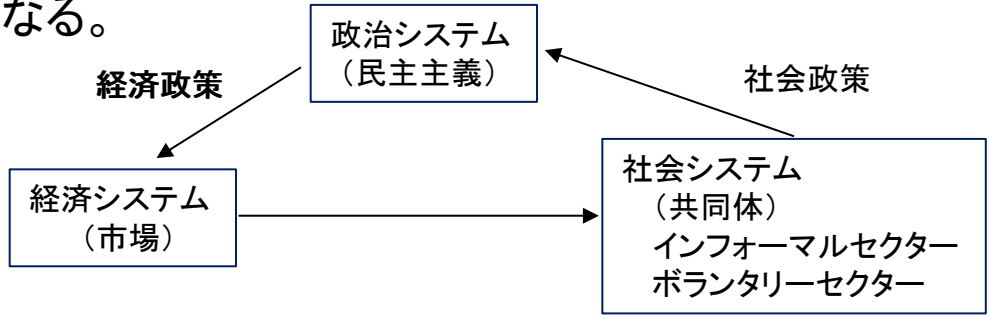 なる。
政治システム
（民主主義）
経済政策
社会政策
経済システム
（市場）
社会システム
（共同体）
インフォーマルセクター
ボランタリーセクター